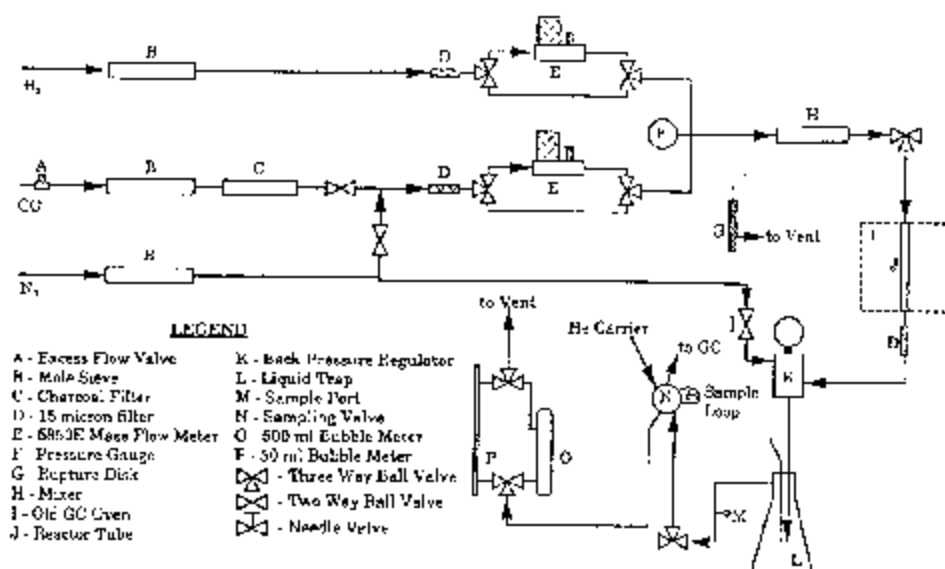 B
D
E
H₂
F
H
A
B
C
D
E
CO
G
to Vent
I
J
B
N₂
to Vent
D
LEGEND
He Carrier
to GC
K
N
Sample
Loop
A - Excess Flow Valve
B - Mole Sieve
C - Charcoal Filter
D - 15 micron filter
E - 5850E Mass Flow Meter
F - Pressure Gauge
G - Rupture Disk
H - Mixer
I - Old GC Oven
J - Reactor Tube
K - Back Pressure Regulator
L - Liquid Trap
M - Sample Port
N - Sampling Valve
O - 500 ml Bubble Meter
P - 50 ml Bubble Meter
- Three Way Ball Valve
- Two Way Ball Valve
- Needle Valve
P
O
M
L